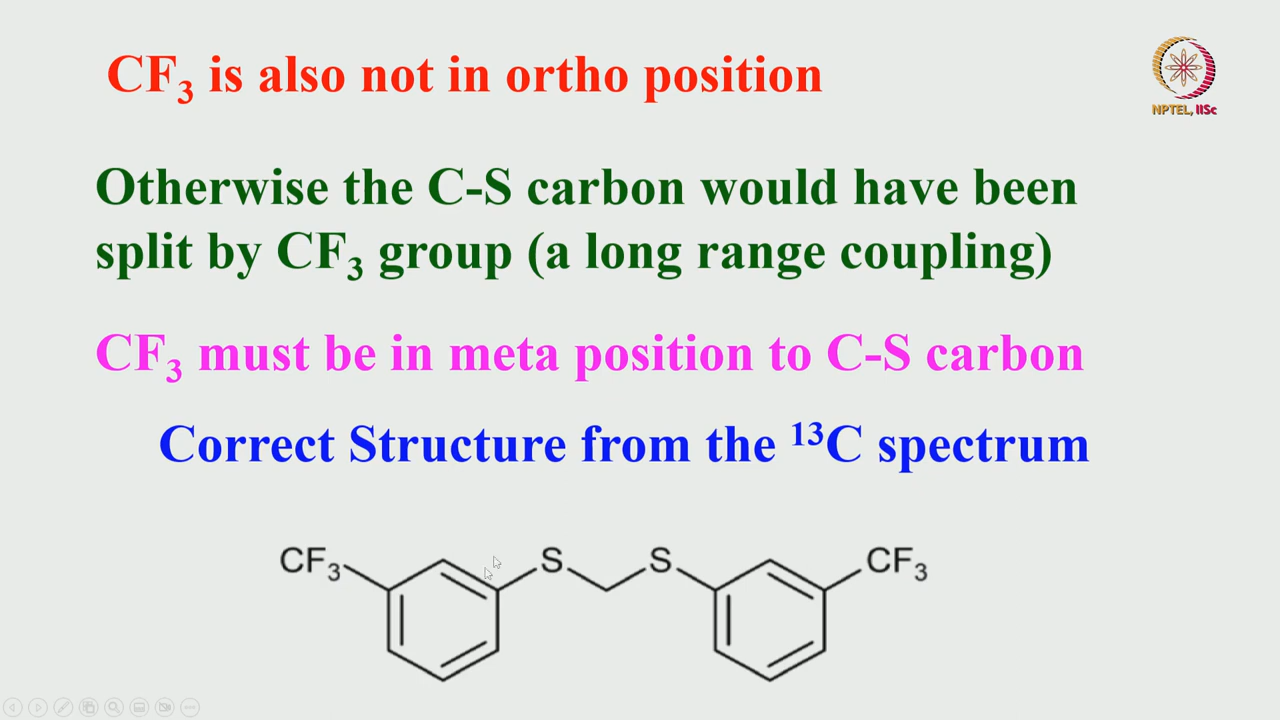 CF₃ is also not in ortho position
NPTEL, IISc
Otherwise the C-S carbon would have been
split by CF₃ group (a long range coupling)
CF₃ must be in meta position to C-S carbon
Correct Structure from the ¹³C spectrum
CF₃ S S CF₃